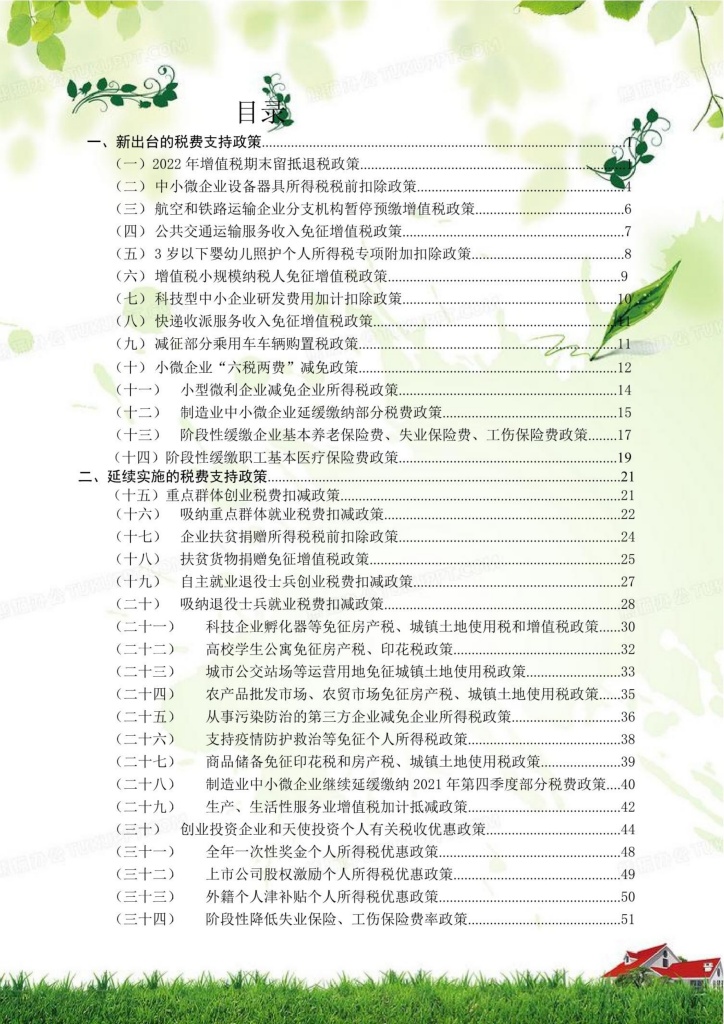 目录
一、新出台的税费支持政策......1
（一）2022年增值税期末留抵退税政策......1
（二）中小微企业设备器具所得税税前扣除政策......4
（三）航空和铁路运输企业分支机构暂停预缴增值税政策......6
（四）公共交通运输服务收入免征增值税政策......7
（五）3岁以下婴幼儿照护个人所得税专项附加扣除政策......8
（六）增值税小规模纳税人免征增值税政策......9
（七）科技型中小企业研发费用加计扣除政策......10
（八）快递收派服务收入免征增值税政策......11
（九）减征部分乘用车车辆购置税政策......11
（十）小微企业“六税两费”减免政策......12
（十一） 小型微利企业减免企业所得税政策......14
（十二） 制造业中小微企业延缓缴纳部分税费政策......15
（十三） 阶段性缓缴企业基本养老保险费、失业保险费、工伤保险费政策......17
（十四）阶段性缓缴职工基本医疗保险费政策......19
二、延续实施的税费支持政策......21
（十五）重点群体创业税费扣减政策......21
（十六） 吸纳重点群体就业税费扣减政策......22
（十七） 企业扶贫捐赠所得税税前扣除政策......24
（十八） 扶贫货物捐赠免征增值税政策......25
（十九） 自主就业退役士兵创业税费扣减政策......27
（二十） 吸纳退役士兵就业税费扣减政策......28
（二十一） 科技企业孵化器等免征房产税、城镇土地使用税和增值税政策......30
（二十二） 高校学生公寓免征房产税、印花税政策......32
（二十三） 城市公交站场等运营用地免征城镇土地使用税政策......33
（二十四） 农产品批发市场、农贸市场免征房产税、城镇土地使用税政策......35
（二十五） 从事污染防治的第三方企业减免企业所得税政策......36
（二十六） 支持疫情防护救治等免征个人所得税政策......38
（二十七） 商品储备免征印花税和房产税、城镇土地使用税政策......39
（二十八） 制造业中小微企业继续延缓缴纳2021年第四季度部分税费政策...40
（二十九） 生产、生活性服务业增值税加计抵减政策......42
（三十） 创业投资企业和天使投资个人有关税收优惠政策......44
（三十一） 全年一次性奖金个人所得税优惠政策......48
（三十二） 上市公司股权激励个人所得税优惠政策......49
（三十三） 外籍个人津补贴个人所得税优惠政策......50
（三十四） 阶段性降低失业保险、工伤保险费率政策......51